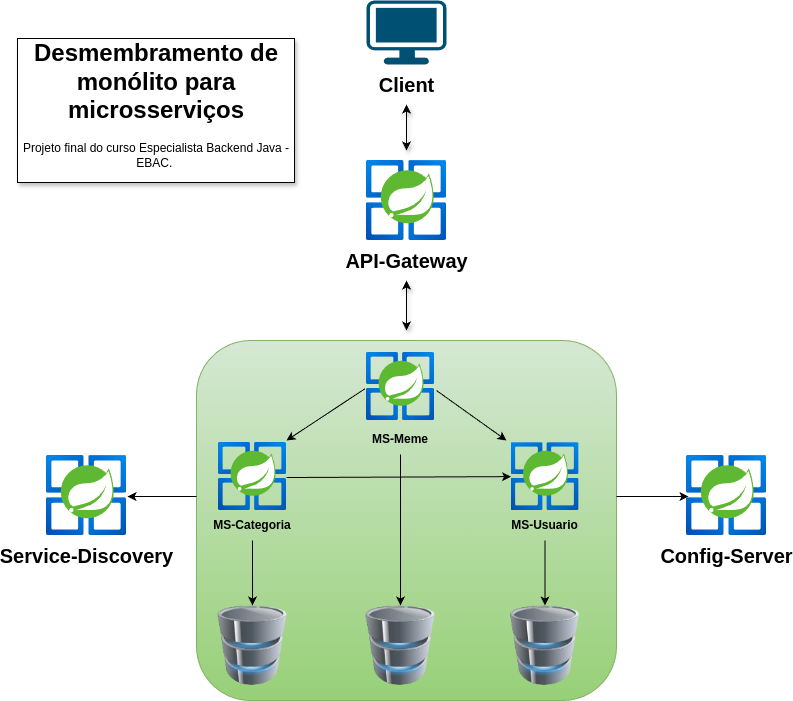 Desmembramento de
monólito para
microsserviços
Projeto final do curso Especialista Backend Java -
EBAC.
Client
API-Gateway
MS-Meme
MS-Categoria
MS-Usuario
Service-Discovery
Config-Server